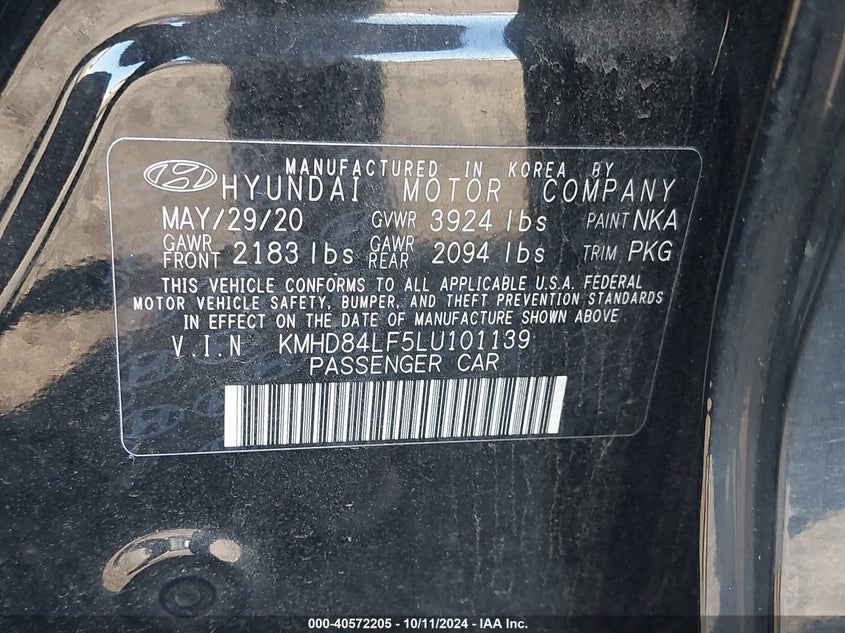 MANUFACTURED IN KOREA BY
HYUNDAI MOTOR COMPANY
MAY/29/20 GVWR 3924 lbs PAINT NKA
GAWR FRONT 2183 lbs GAWR REAR 2094 lbs TRIM PKG
THIS VEHICLE CONFORMS TO ALL APPLICABLE U.S.A. FEDERAL
MOTOR VEHICLE SAFETY, BUMPER, AND THEFT PREVENTION STANDARDS
IN EFFECT ON THE DATE OF MANUFACTURE SHOWN ABOVE
V.I.N KMHD84LF5LU101139
PASSENGER CAR
000-40572205 - 10/11/2024 - IAA Inc.